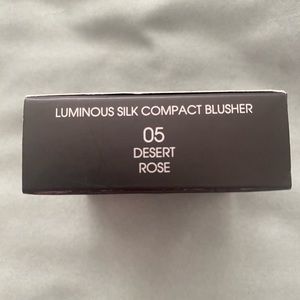 LUMINOUS SILK COMPACT BLUSHER
05
DESERT
ROSE